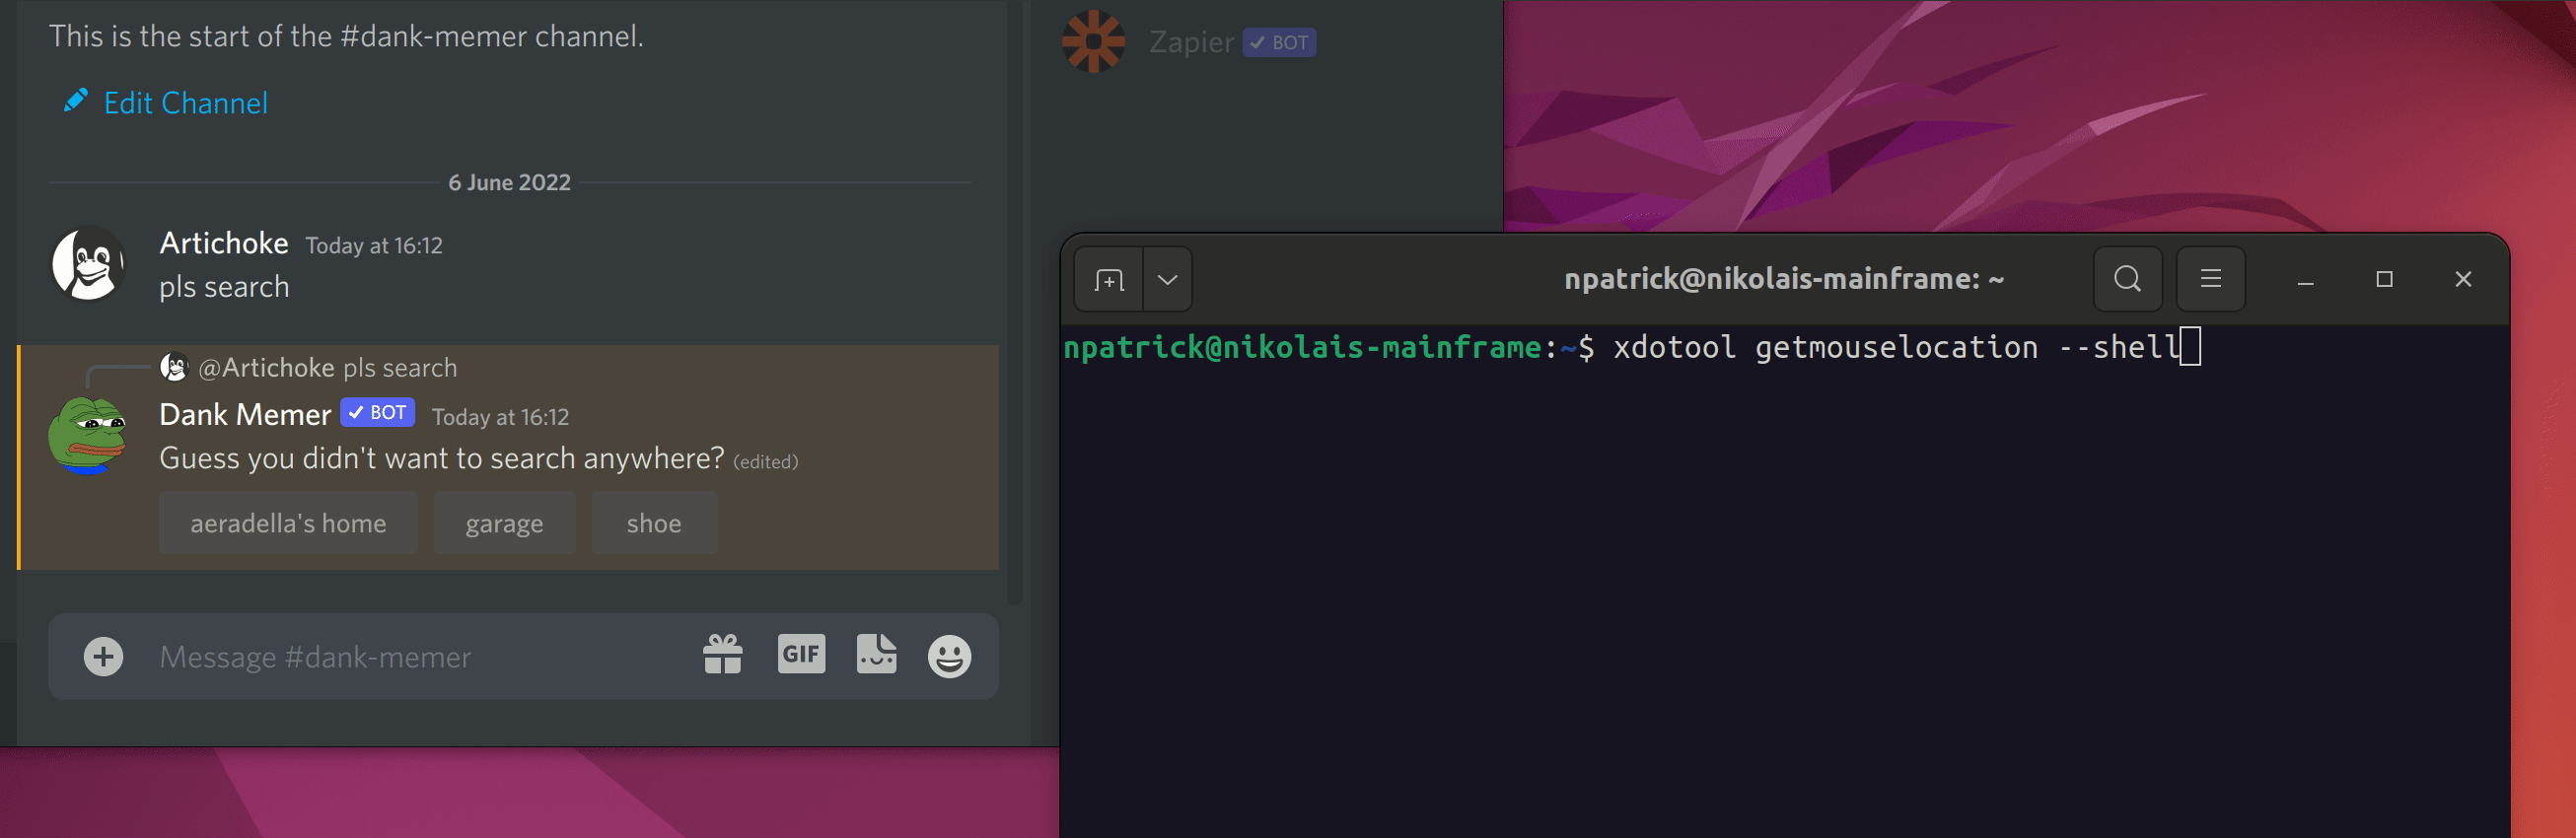 This is the start of the #dank-memer channel.
Edit Channel
6 June 2022
Artichoke Today at 16:12
pls search
@Artichoke pls search
Dank Memer BOT Today at 16:12
Guess you didn't want to search anywhere? (edited)
aeradella's home garage shoe
Message #dank-memer GIF
Zapier BOT
npatrick@nikolais-mainframe: ~
npatrick@nikolais-mainframe:~$ xdotool getmouselocation --shell